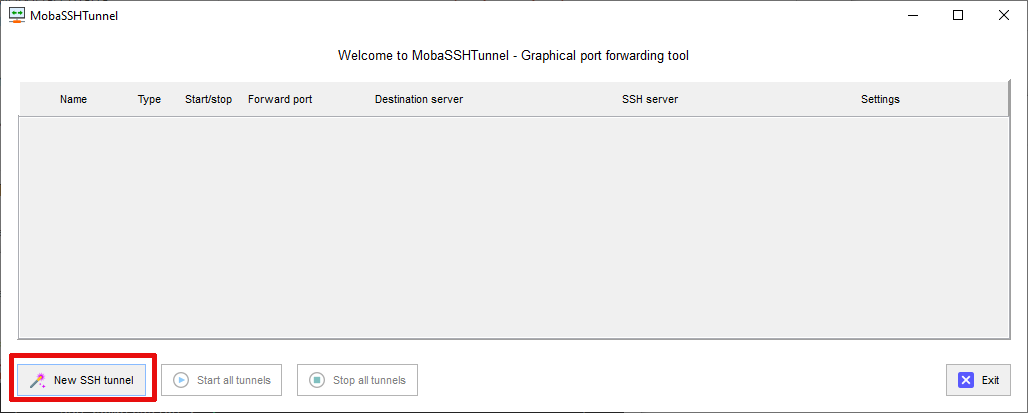 MobaSSHTunnel
Welcome to MobaSSHTunnel - Graphical port forwarding tool
Name Type Start/stop Forward port Destination server SSH server Settings
New SSH tunnel Start all tunnels Stop all tunnels Exit